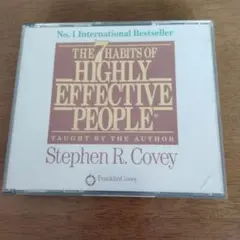 No. 1 International Bestseller
THE 7 HABITS OF
HIGHLY
EFFECTIVE
PEOPLE®
TAUGHT BY THE AUTHOR
Stephen R. Covey
FranklinCovey